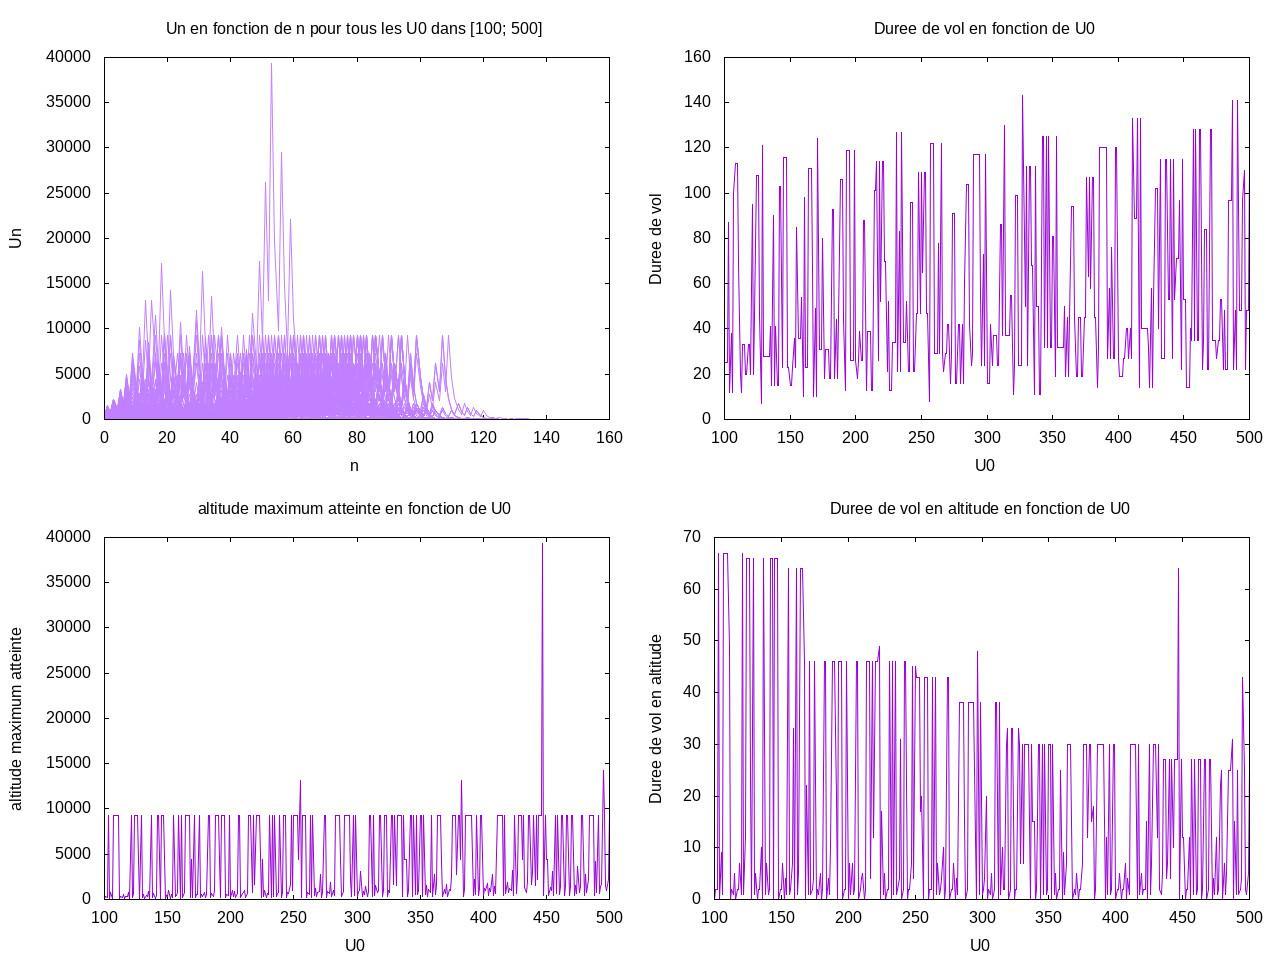 Un en fonction de n pour tous les U0 dans [100; 500]
40000
35000
30000
25000
20000
15000
10000
5000
0
Un
0 20 40 60 80 100 120 140 160
n
Duree de vol en fonction de U0
160
140
120
100
80
60
40
20
0
Duree de vol
100 150 200 250 300 350 400 450 500
U0
altitude maximum atteinte en fonction de U0
40000
35000
30000
25000
20000
15000
10000
5000
0
altitude maximum atteinte
100 150 200 250 300 350 400 450 500
U0
Duree de vol en altitude en fonction de U0
70
60
50
40
30
20
10
0
Duree de vol en altitude
100 150 200 250 300 350 400 450 500
U0